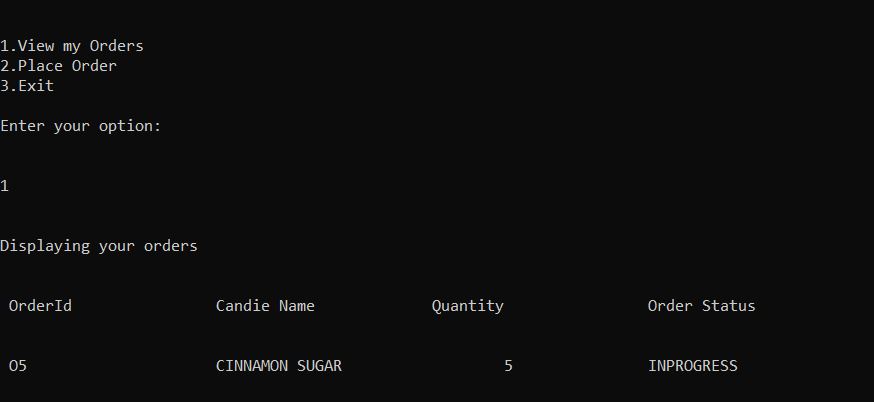 1.View my Orders
2.Place Order
3.Exit
Enter your option:
1
Displaying your orders
OrderId Candie Name Quantity Order Status
O5 CINNAMON SUGAR 5 INPROGRESS